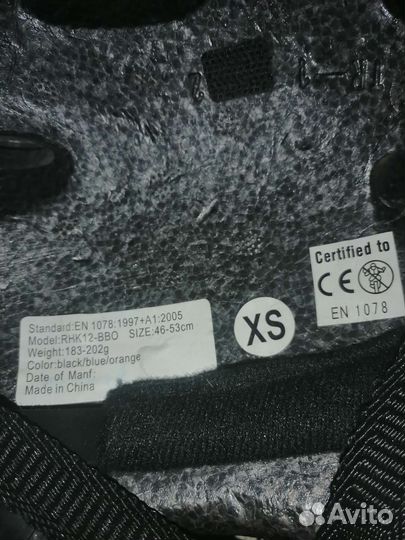 Certified to
CE
EN 1078
XS
Standard:EN 1078:1997+A1:2005
Model:RHK12-BBO SIZE:46-53cm
Weight:183-202g
Color:black/blue/orange
Date of Manf:
Made in China
Avito